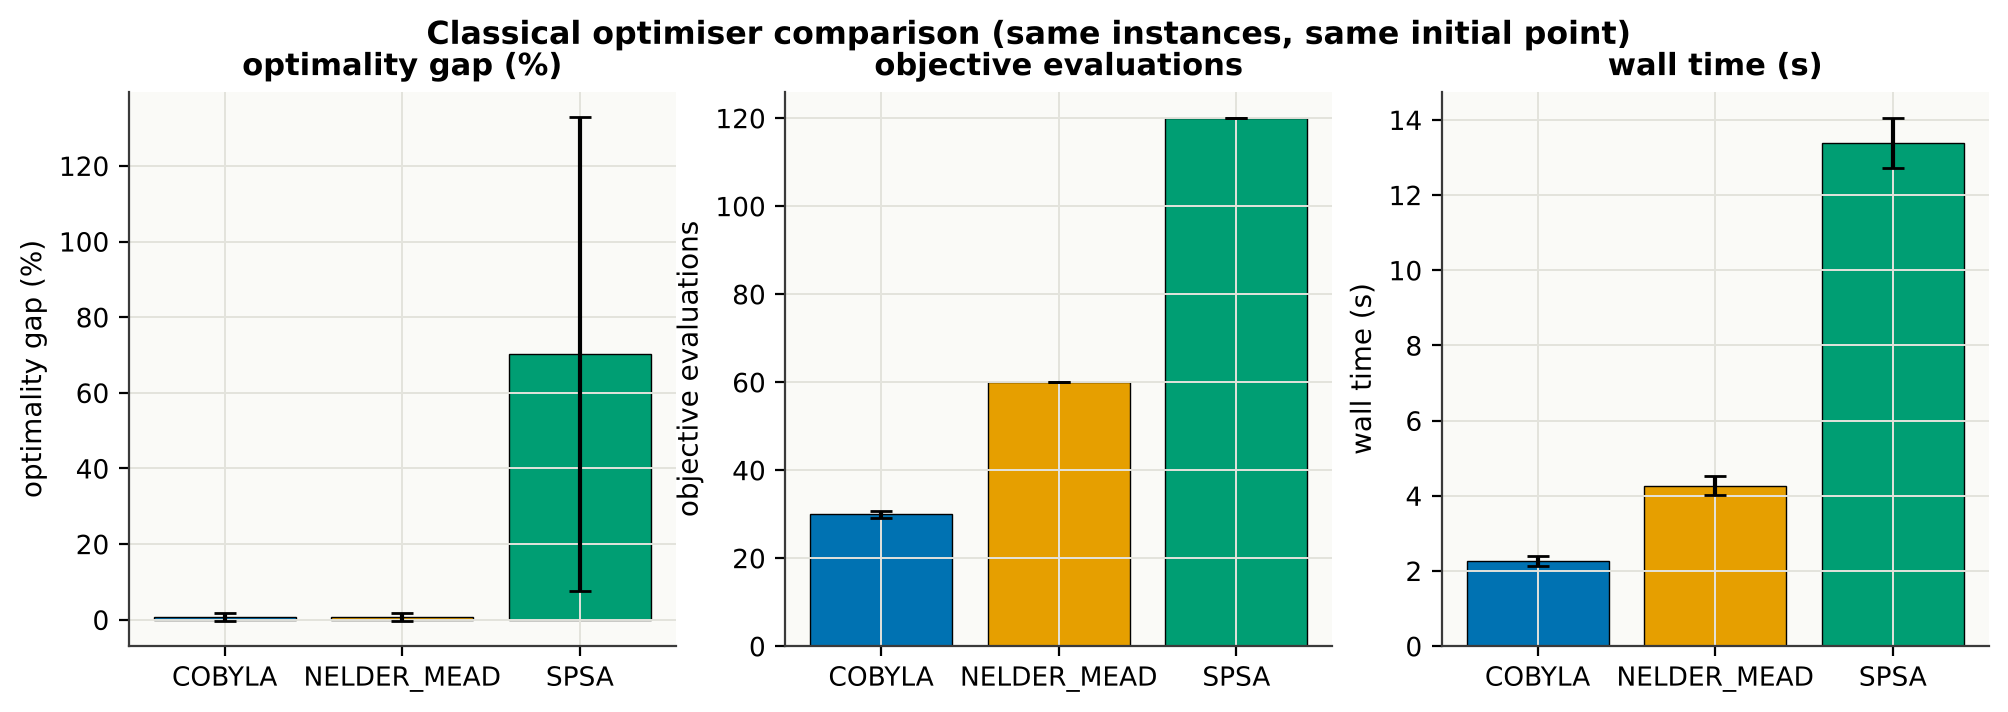 Classical optimiser comparison (same instances, same initial point)
optimality gap (%)
optimality gap (%)
120
100
80
60
40
20
0
COBYLA NELDER_MEAD SPSA
objective evaluations
objective evaluations
120
100
80
60
40
20
0
COBYLA NELDER_MEAD SPSA
wall time (s)
wall time (s)
14
12
10
8
6
4
2
0
COBYLA NELDER_MEAD SPSA